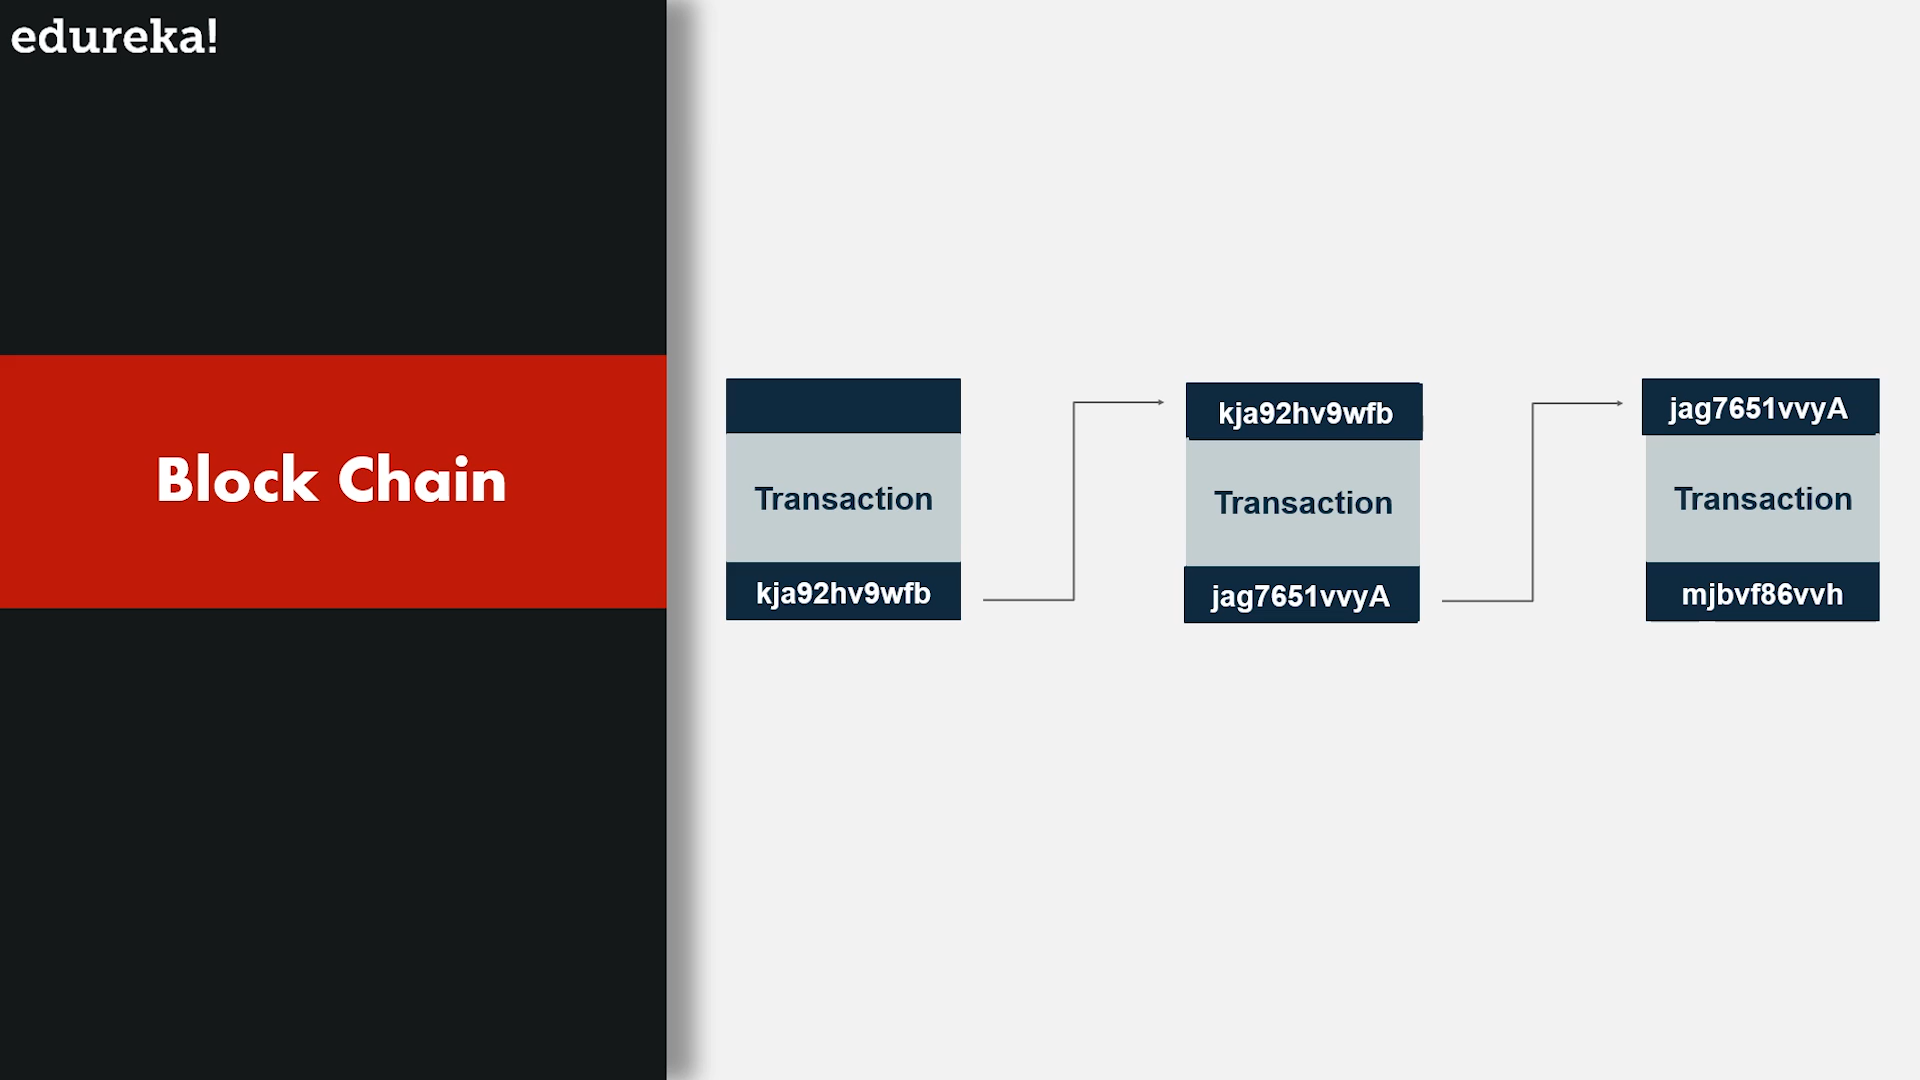 edureka!
Block Chain
Transaction
kja92hv9wfb
kja92hv9wfb
Transaction
jag7651vvyA
jag7651vvyA
Transaction
mjbvf86vvh